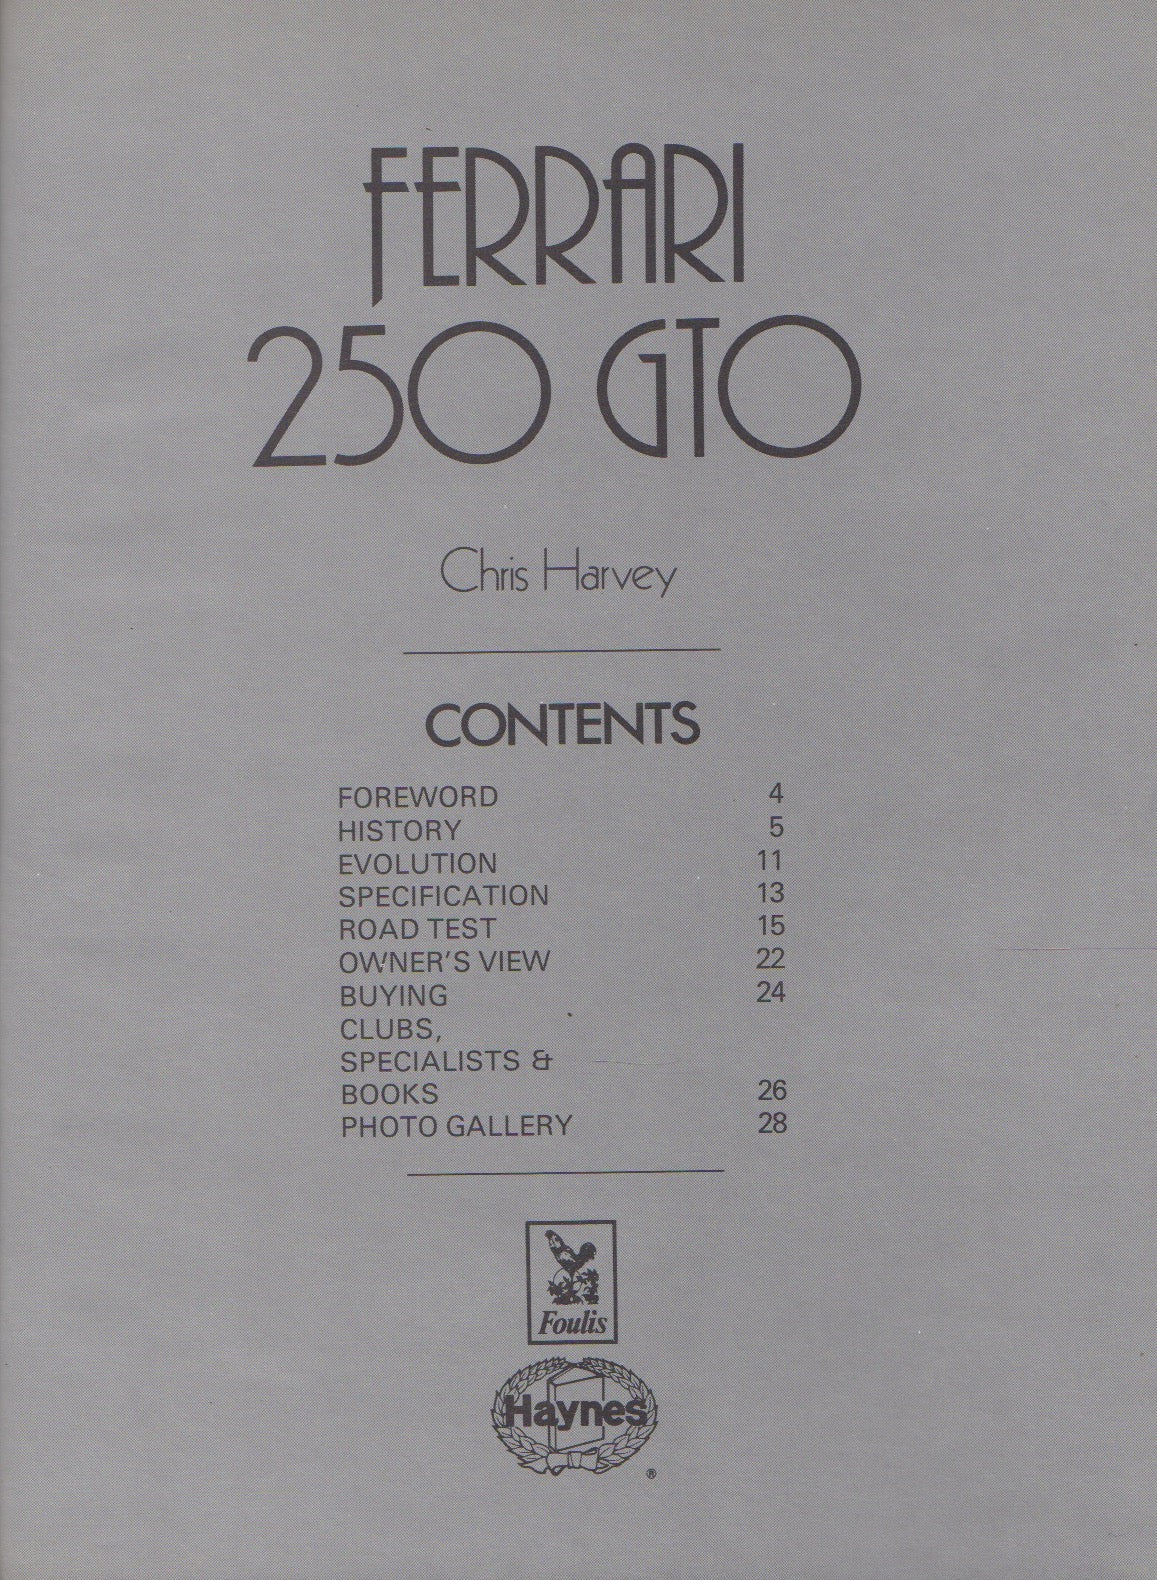 FERRARI
250 GTO
Chris Harvey
CONTENTS
FOREWORD 4
HISTORY 5
EVOLUTION 11
SPECIFICATION 13
ROAD TEST 15
OWNER'S VIEW 22
BUYING 24
CLUBS,
SPECIALISTS &
BOOKS 26
PHOTO GALLERY 28
Foulis
Haynes
®